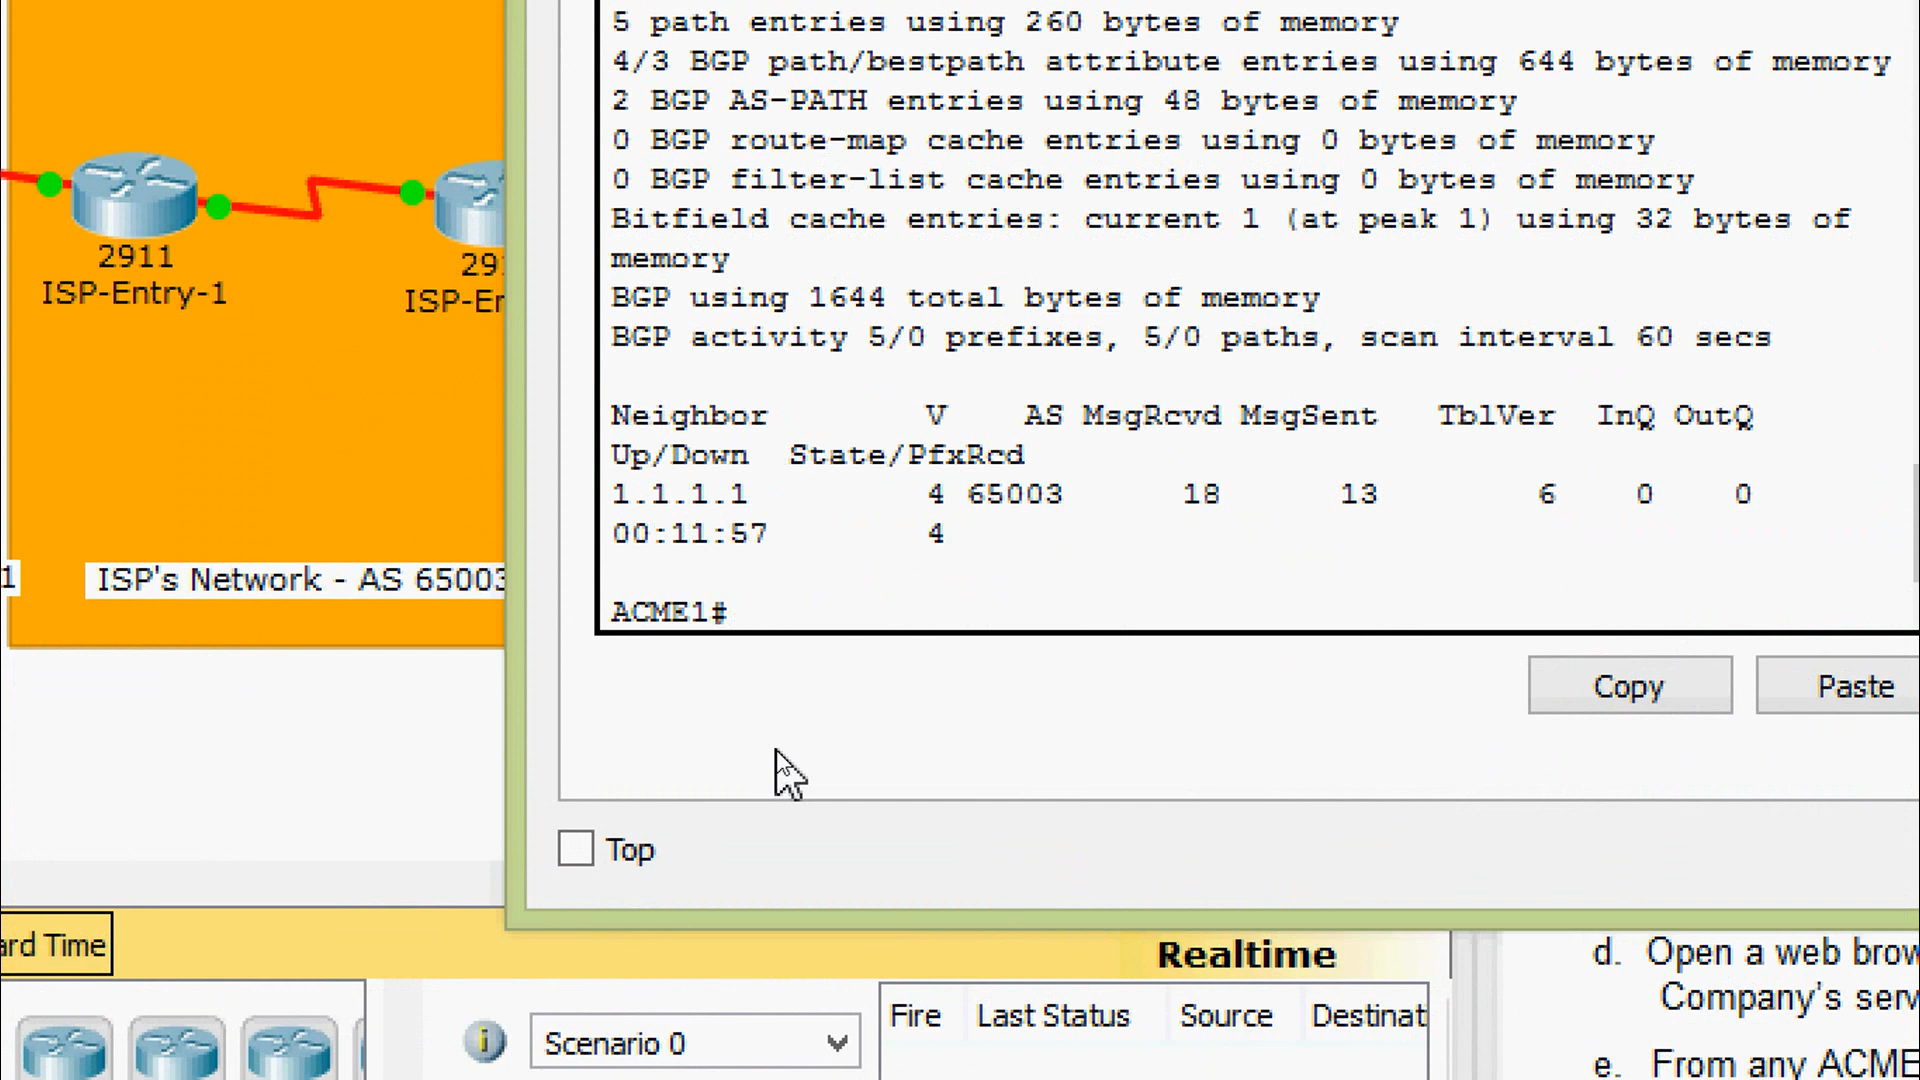 5 path entries using 260 bytes of memory
4/3 BGP path/bestpath attribute entries using 644 bytes of memory
2 BGP AS-PATH entries using 48 bytes of memory
0 BGP route-map cache entries using 0 bytes of memory
0 BGP filter-list cache entries using 0 bytes of memory
Bitfield cache entries: current 1 (at peak 1) using 32 bytes of
memory
BGP using 1644 total bytes of memory
BGP activity 5/0 prefixes, 5/0 paths, scan interval 60 secs
Neighbor V AS MsgRcvd MsgSent TblVer InQ OutQ
Up/Down State/PfxRcd
1.1.1.1 4 65003 18 13 6 0 0
00:11:57 4
ACME1#
2911
ISP-Entry-1
29
ISP-En
1
ISP's Network - AS 65003
Copy
Paste
Top
ard Time
Realtime
Scenario 0
Fire Last Status Source Destinat
d. Open a web brow
Company's serv
e. From any ACME